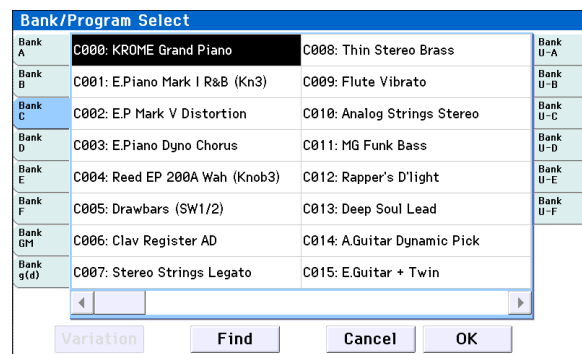 Bank/Program Select
Bank A
Bank B
Bank C
Bank D
Bank E
Bank F
Bank GM
Bank g(d)
C000: KROME Grand Piano
C001: E.Piano Mark I R&B (Kn3)
C002: E.P Mark V Distortion
C003: E.Piano Dyno Chorus
C004: Reed EP 200A Wah (Knob3)
C005: Drawbars (SW1/2)
C006: Clav Register AD
C007: Stereo Strings Legato
C008: Thin Stereo Brass
C009: Flute Vibrato
C010: Analog Strings Stereo
C011: MG Funk Bass
C012: Rapper's D'light
C013: Deep Soul Lead
C014: A.Guitar Dynamic Pick
C015: E.Guitar + Twin
Bank U-A
Bank U-B
Bank U-C
Bank U-D
Bank U-E
Bank U-F
Variation
Find
Cancel
OK